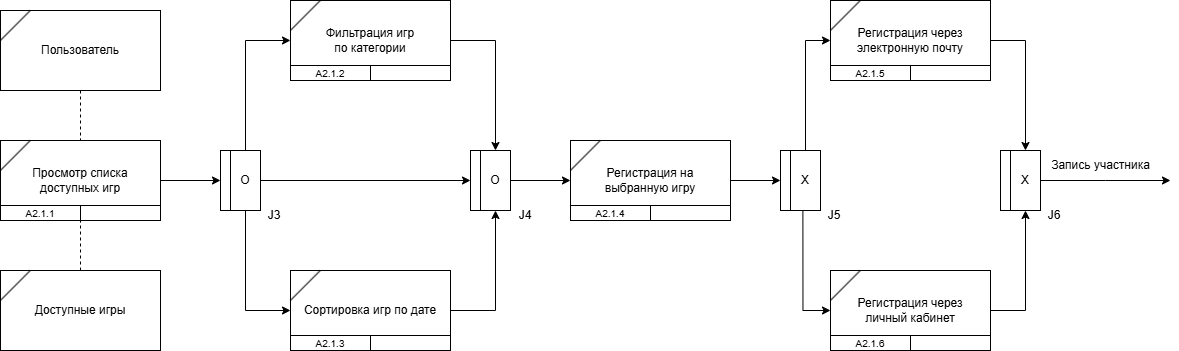 Пользователь
Просмотр списка
доступных игр
A2.1.1
Доступные игры
O
J3
Фильтрация игр
по категории
A2.1.2
Сортировка игр по дате
A2.1.3
O
J4
Регистрация на
выбранную игру
A2.1.4
X
J5
Регистрация через
электронную почту
A2.1.5
Регистрация через
личный кабинет
A2.1.6
X
J6
Запись участника